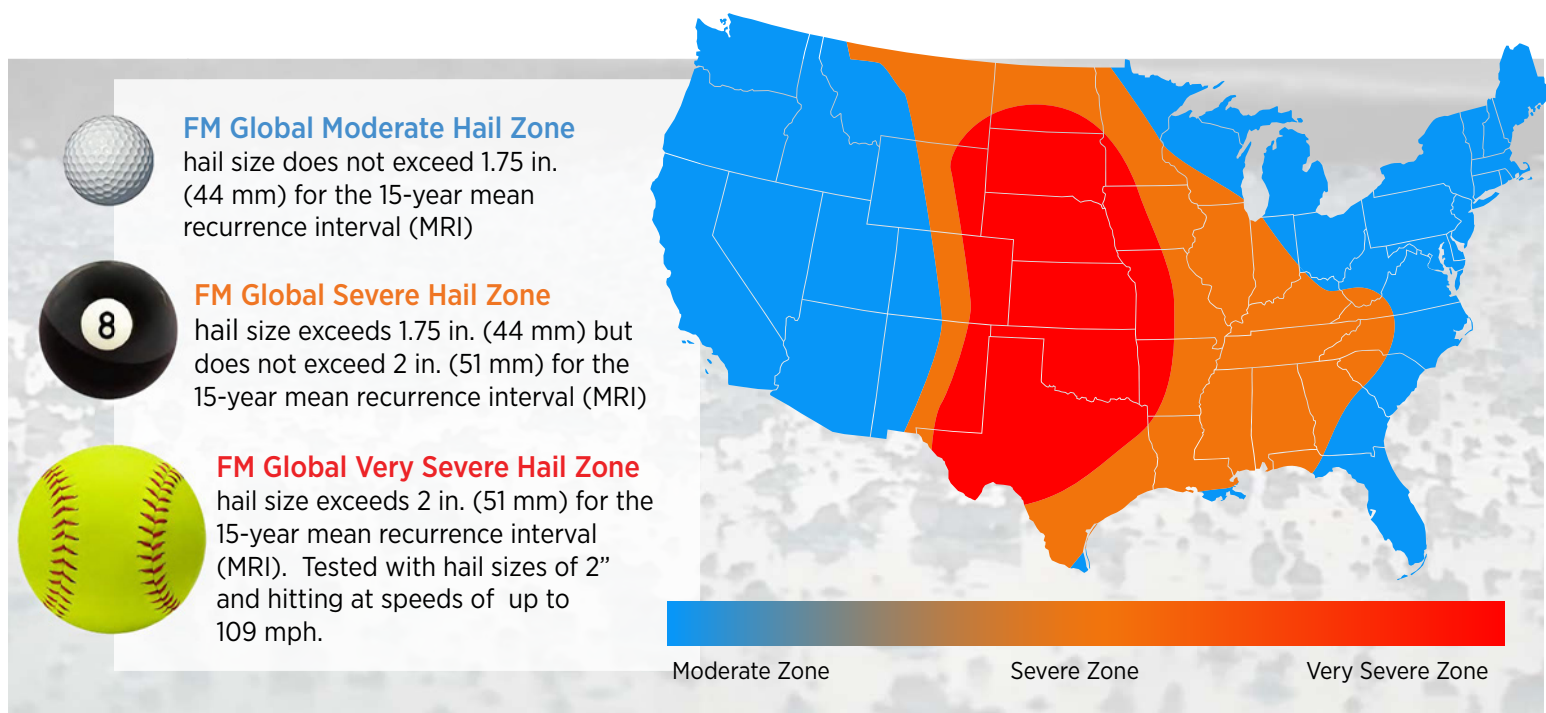 FM Global Moderate Hail Zone
hail size does not exceed 1.75 in.
(44 mm) for the 15-year mean
recurrence interval (MRI)
8
FM Global Severe Hail Zone
hail size exceeds 1.75 in. (44 mm) but
does not exceed 2 in. (51 mm) for the
15-year mean recurrence interval (MRI)
FM Global Very Severe Hail Zone
hail size exceeds 2 in. (51 mm) for the
15-year mean recurrence interval
(MRI). Tested with hail sizes of 2”
and hitting at speeds of up to
109 mph.
Moderate Zone
Severe Zone
Very Severe Zone